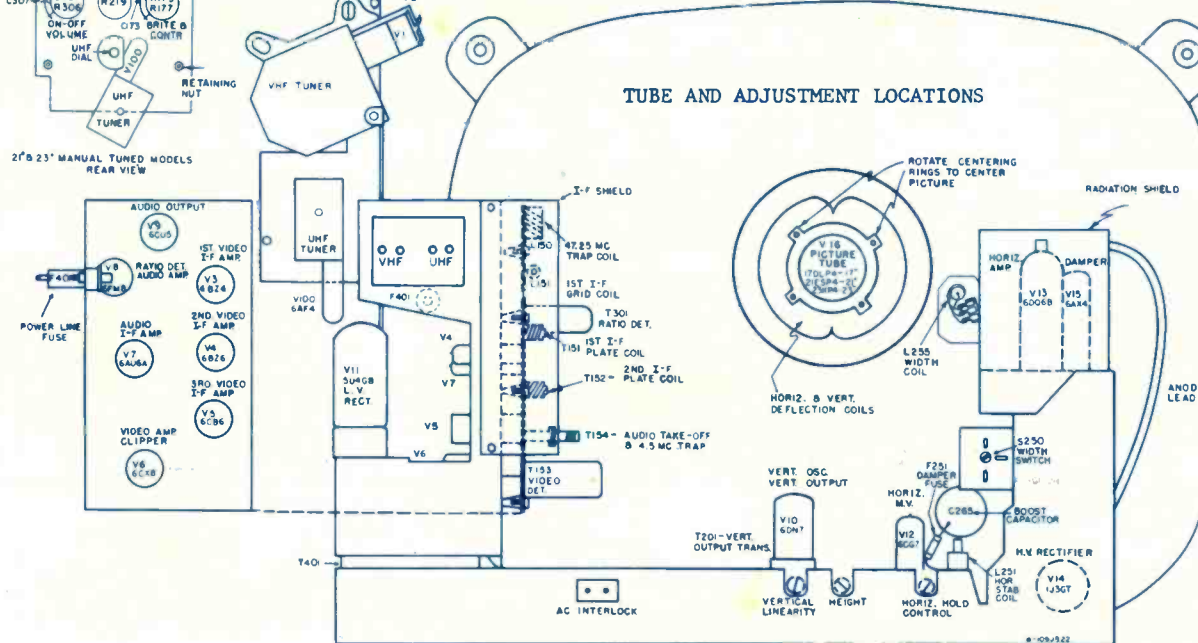 R306
R219
R177
ON-OFF
VOLUME
C173
BRITE &
CONTR
UHF
DIAL
V100
UHF
TUNER
RETAINING
NUT
21" & 23" MANUAL TUNED MODELS
REAR VIEW
V1
VHF TUNER
TUBE AND ADJUSTMENT LOCATIONS
AUDIO OUTPUT
V9
6CU5
1ST VIDEO
I-F AMP.
V3
6BZ6
V8
RATIO DET.
AUDIO AMP
POWER LINE
FUSE
AUDIO
I-F AMP
V7
6AU6A
2ND. VIDEO
I-F AMP.
V4
6BZ6
3RD VIDEO
I-F AMP
V5
6CB6
VIDEO AMP
CLIPPER
V6
6CX8
UHF
TUNER
V100
6AF4
VHF
UHF
F401
V11
5U4GB
L.V.
RECT.
V4
V7
V5
V6
I-F SHIELD
L150
47.25 MC
TRAP COIL
L151
1ST I-F
GRID COIL
T301
RATIO DET.
T151
1ST I-F
PLATE COIL
T152-
2ND I-F
PLATE COIL
T154- AUDIO TAKE-OFF
& 4.5 MC. TRAP
T153
VIDEO
DET.
T401
AC INTERLOCK
ROTATE CENTERING
RINGS TO CENTER
PICTURE
V16
PICTURE
TUBE
17DLP4-17"
21ESP4-21"
HORIZ. & VERT.
DEFLECTION COILS
RADIATION SHIELD
HORIZ.
AMP
DAMPER
V13
6DQ6B
V15
6AX4
L255
WIDTH
COIL
ANOD
LEAD
S250
WIDTH
SWITCH
F251
DAMPER
FUSE
C265
BOOST
CAPACITOR
VERT. OSC.
VERT. OUTPUT
V10
6DN7
HORIZ.
M.V.
V12
6CG7
T201-VERT.
OUTPUT TRANS.
L251
HOR
STAB
COIL
H.V. RECTIFIER
V14
1J3GT
VERTICAL
LINEARITY
HEIGHT
HORIZ. HOLD
CONTROL